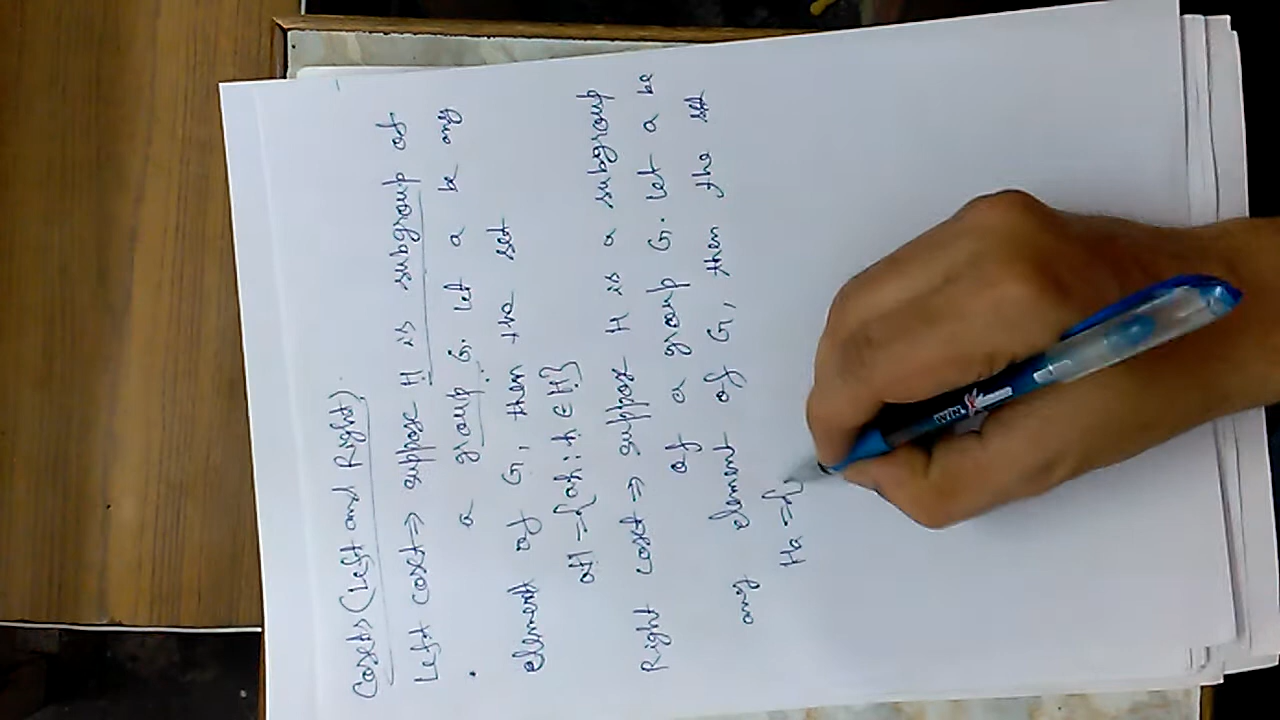 Cosets (Left and Right).
Left coset ⇒ suppose H is subgroup of
a group G. Let a be any
element of G, then the set
aH = {ah : h ∈ H}
Right coset ⇒ suppose H is a subgroup
of a group G. Let a be
any element of G, then the set
Ha = {